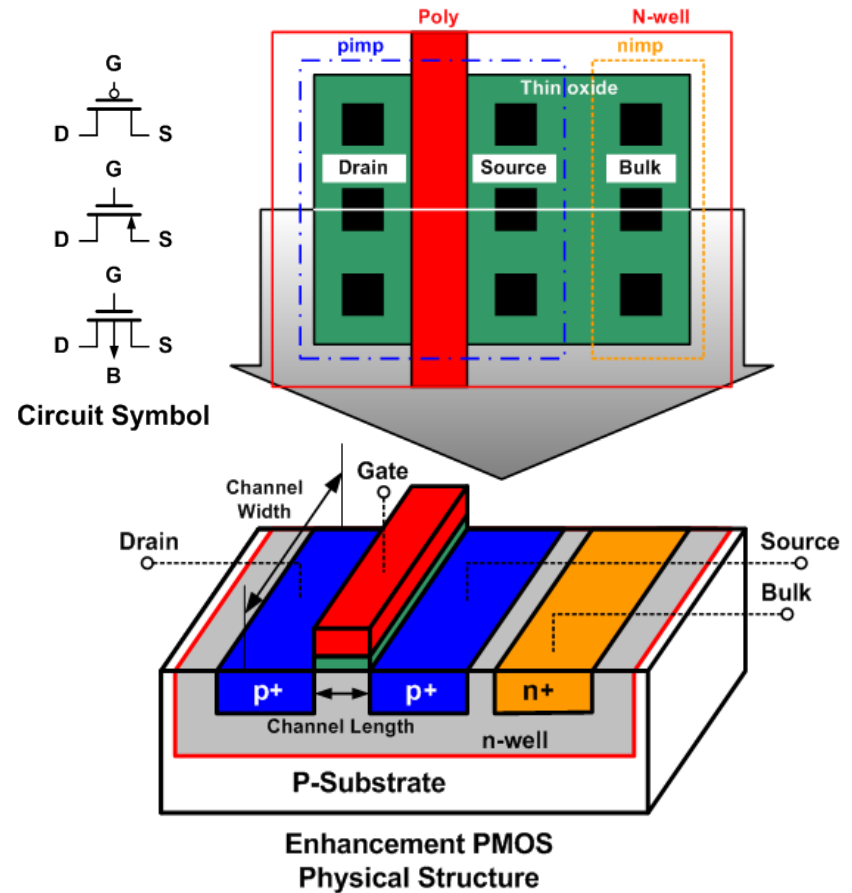 Poly
N-well
pimp
nimp
Thin oxide
Drain
Source
Bulk
G
D
S
G
D
S
G
D
S
B
Circuit Symbol
Channel
Width
Gate
Drain
Source
Bulk
p+
p+
n+
Channel Length
n-well
P-Substrate
Enhancement PMOS
Physical Structure